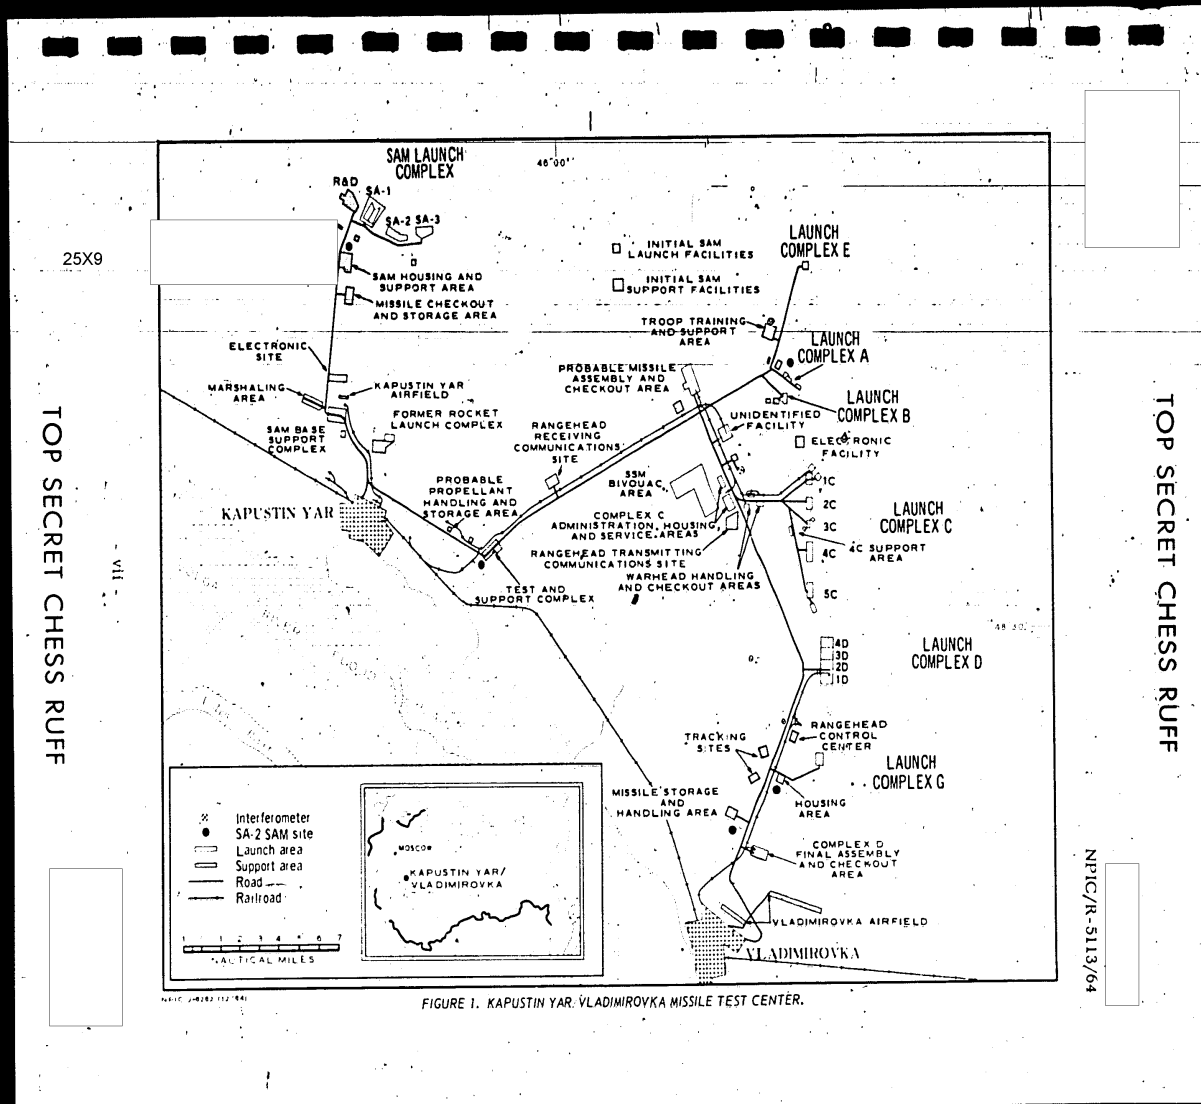 SAM LAUNCH
COMPLEX
46°00'
R&D
SA-1
SA-2 SA-3
25X9
SAM HOUSING AND
SUPPORT AREA
MISSILE CHECKOUT
AND STORAGE AREA
INITIAL SAM
LAUNCH FACILITIES
INITIAL SAM
SUPPORT FACILITIES
LAUNCH
COMPLEX E
TROOP TRAINING
AND SUPPORT
AREA
LAUNCH
COMPLEX A
ELECTRONIC
SITE
MARSHALING
AREA
KAPUSTIN YAR
AIRFIELD
FORMER ROCKET
LAUNCH COMPLEX
SAM BASE
SUPPORT
COMPLEX
PROBABLE MISSILE
ASSEMBLY AND
CHECKOUT AREA
LAUNCH
COMPLEX B
UNIDENTIFIED
FACILITY
ELECTRONIC
FACILITY
RANGEHEAD
RECEIVING
COMMUNICATIONS
SITE
SSM
BIVOUAC
AREA
PROBABLE
PROPELLANT
HANDLING AND
STORAGE AREA
KAPUSTIN YAR
COMPLEX C
ADMINISTRATION, HOUSING,
AND SERVICE AREAS
RANGEHEAD TRANSMITTING
COMMUNICATIONS SITE
WARHEAD HANDLING
AND CHECKOUT AREAS
TEST AND
SUPPORT COMPLEX
1C
2C
3C
4C
5C
LAUNCH
COMPLEX C
4C SUPPORT
AREA
48 30
4D
3D
2D
1D
LAUNCH
COMPLEX D
TRACKING
SITES
RANGEHEAD
CONTROL
CENTER
LAUNCH
COMPLEX G
MISSILE STORAGE
AND
HANDLING AREA
HOUSING
AREA
COMPLEX D
FINAL ASSEMBLY
AND CHECKOUT
AREA
VLADIMIROVKA AIRFIELD
VLADIMIROVKA
Interferometer
SA-2 SAM site
Launch area
Support area
Road
Railroad
1 1 2 3 4 5 6 7
NAUTICAL MILES
MOSCOW
KAPUSTIN YAR/
VLADIMIROVKA
FIGURE 1. KAPUSTIN YAR/VLADIMIROVKA MISSILE TEST CENTER.
TOP SECRET CHESS RUFF
- vii -
TOP SECRET CHESS RUFF
NPIC/R-5113/64